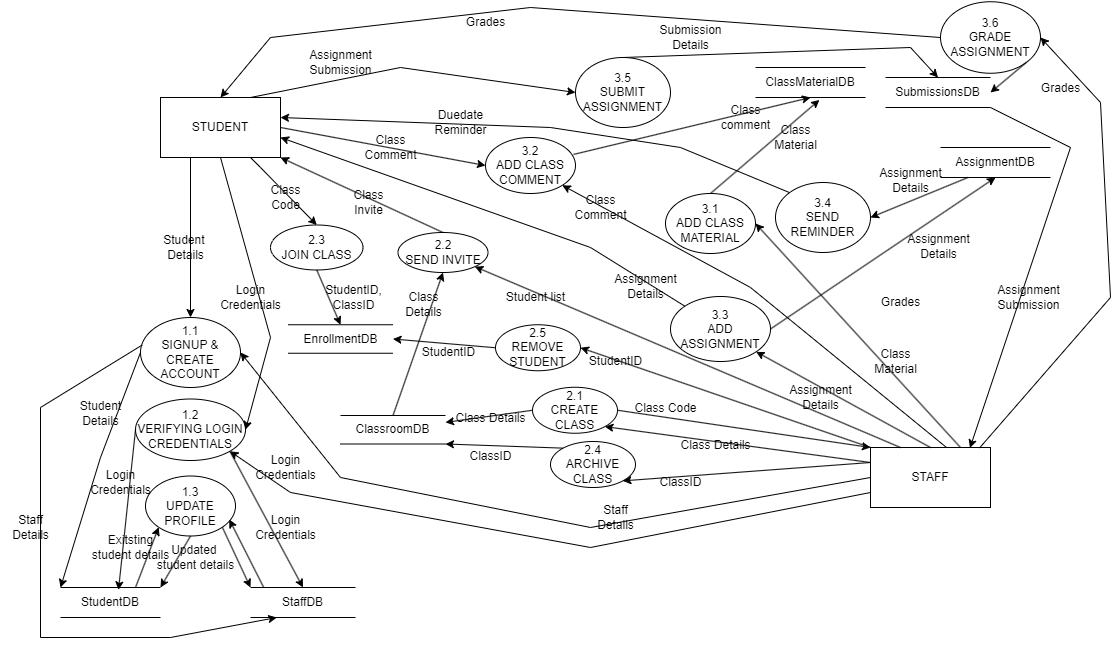 3.6
GRADE
ASSIGNMENT
Grades
Submission
Details
Assignment
Submission
3.5
SUBMIT
ASSIGNMENT
ClassMaterialDB
SubmissionsDB
Grades
STUDENT
Duedate
Reminder
Class
Comment
3.2
ADD CLASS
COMMENT
Class
comment
Class
Material
AssignmentDB
Assignment
Details
Class
Code
Class
Invite
Class
Comment
3.1
ADD CLASS
MATERIAL
3.4
SEND
REMINDER
Student
Details
2.3
JOIN CLASS
2.2
SEND INVITE
Assignment
Details
Login
Credentials
StudentID,
ClassID
Class
Details
Student list
Assignment
Details
Grades
Assignment
Submission
1.1
SIGNUP &
CREATE
ACCOUNT
EnrollmentDB
StudentID
2.5
REMOVE
STUDENT
StudentID
3.3
ADD
ASSIGNMENT
Class
Material
Student
Details
1.2
VERIFYING LOGIN
CREDENTIALS
ClassroomDB
Class Details
2.1
CREATE
CLASS
Class Code
Assignment
Details
Class Details
ClassID
2.4
ARCHIVE
CLASS
ClassID
STAFF
Login
Credentials
Login
Credentials
1.3
UPDATE
PROFILE
Staff
Details
Login
Credentials
Staff
Details
Exitsting
student details
Updated
student details
StudentDB
StaffDB